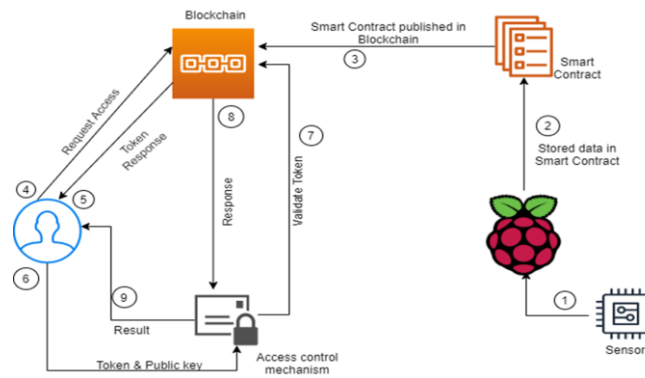 Blockchain
Smart Contract published in
Blockchain
3
Smart
Contract
Request Access
Token
Response
8
7
2
Stored data in
Smart Contract
4
5
Response
Validate Token
6
9
1
Result
Sensor
Token & Public key
Access control
mechanism